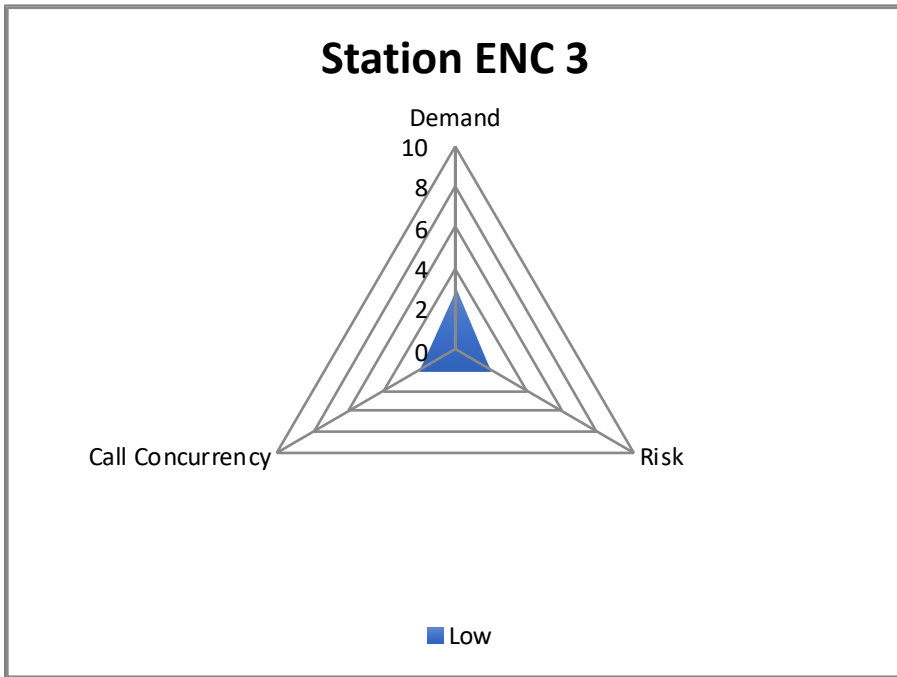 Station ENC 3
Demand
10
8
6
4
2
0
Call Concurrency
Risk
Low